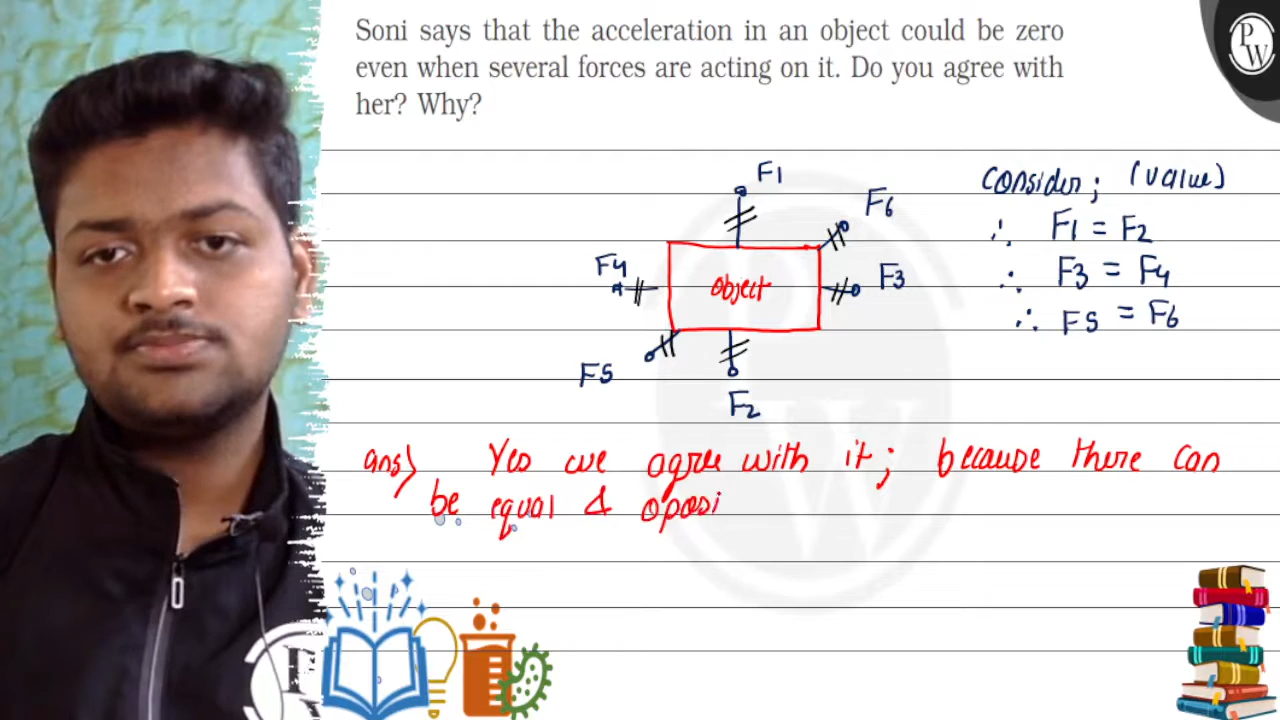 Soni says that the acceleration in an object could be zero
even when several forces are acting on it. Do you agree with
her? Why?
PW
F1
F6
F4
object
F3
F5
F2
Consider; (value)
∴ F1 = F2
∴ F3 = F4
∴ F5 = F6
ans) Yes we agree with it; because there can
be equal & oposi